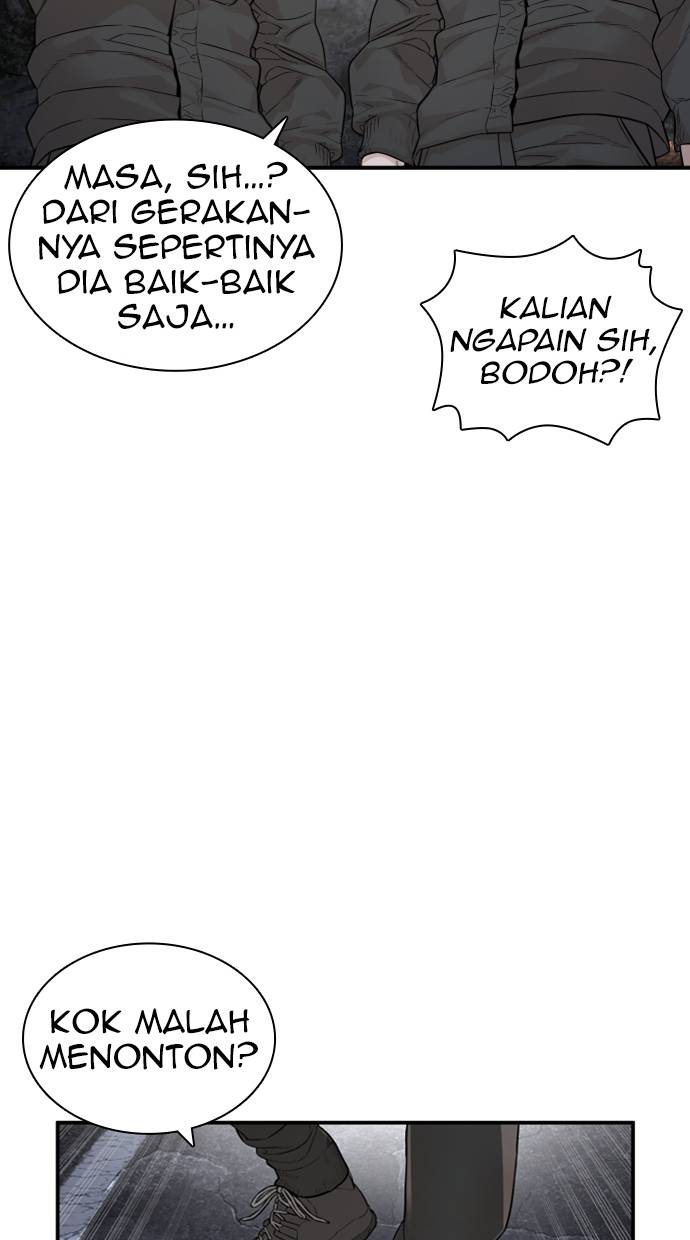 MASA, SIH...?
DARI GERAKAN-
NYA SEPERTINYA
DIA BAIK-BAIK
SAJA...
KALIAN
NGAPAIN SIH,
BODOH?!
KOK MALAH
MENONTON?